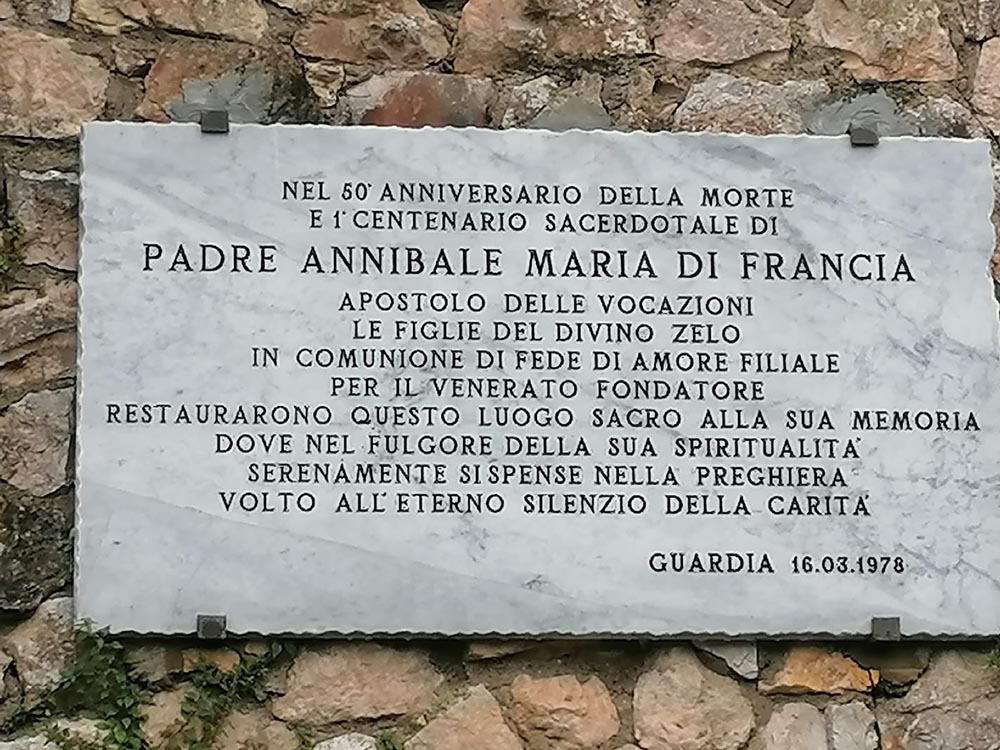 NEL 50° ANNIVERSARIO DELLA MORTE
E 1° CENTENARIO SACERDOTALE DI
PADRE ANNIBALE MARIA DI FRANCIA
APOSTOLO DELLE VOCAZIONI
LE FIGLIE DEL DIVINO ZELO
IN COMUNIONE DI FEDE DI AMORE FILIALE
PER IL VENERATO FONDATORE
RESTAURARONO QUESTO LUOGO SACRO ALLA SUA MEMORIA
DOVE NEL FULGORE DELLA SUA SPIRITUALITA'
SERENAMENTE SI SPENSE NELLA PREGHIERA
VOLTO ALL'ETERNO SILENZIO DELLA CARITA'
GUARDIA 16.03.1978